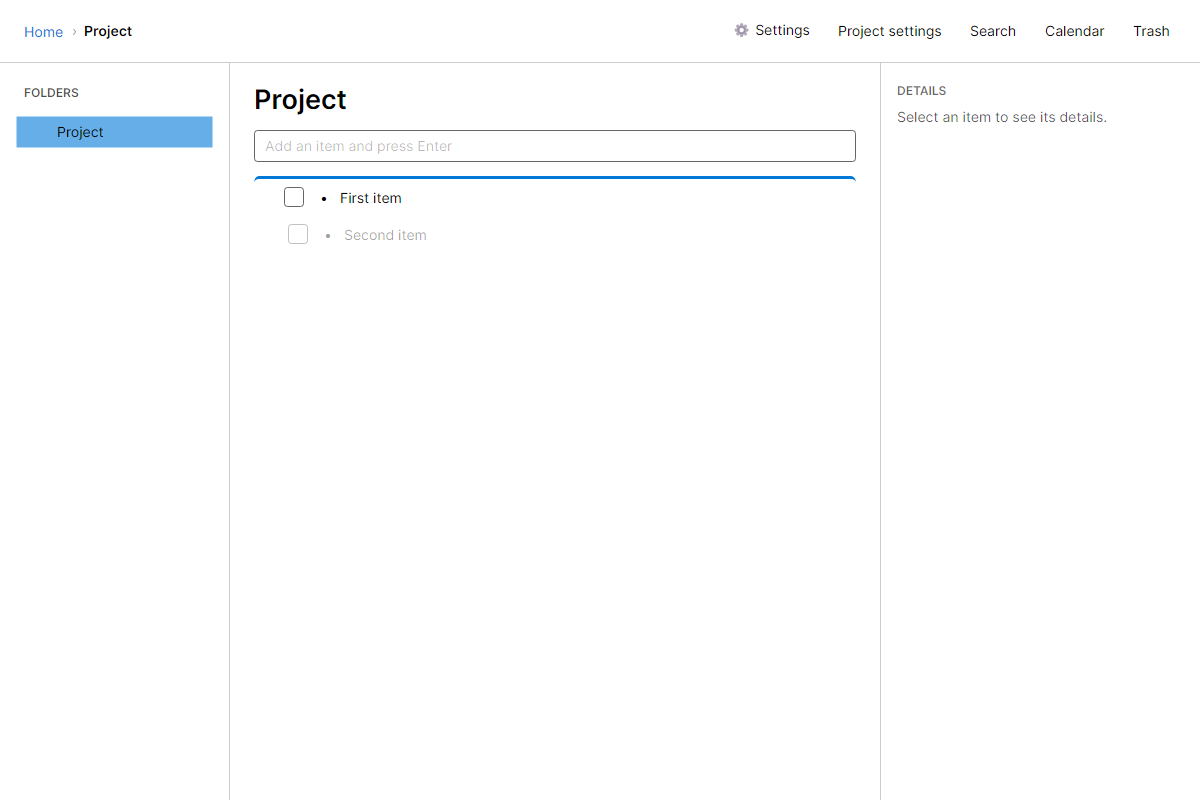 Home › Project
Settings
Project settings
Search
Calendar
Trash
FOLDERS
Project
Project
Add an item and press Enter
• First item
• Second item
DETAILS
Select an item to see its details.